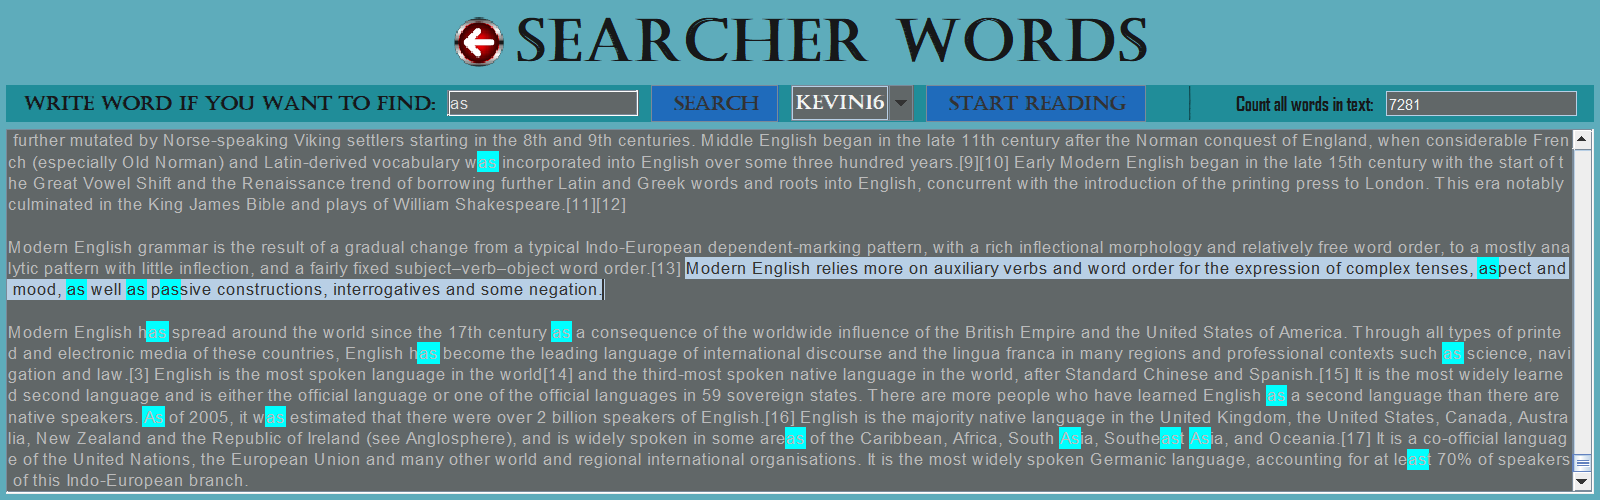 SEARCHER WORDS
WRITE WORD IF YOU WANT TO FIND: as SEARCH KEVIN16 START READING Count all words in text: 7281
further mutated by Norse-speaking Viking settlers starting in the 8th and 9th centuries. Middle English began in the late 11th century after the Norman conquest of England, when considerable Fren
ch (especially Old Norman) and Latin-derived vocabulary was incorporated into English over some three hundred years.[9][10] Early Modern English began in the late 15th century with the start of t
he Great Vowel Shift and the Renaissance trend of borrowing further Latin and Greek words and roots into English, concurrent with the introduction of the printing press to London. This era notably
culminated in the King James Bible and plays of William Shakespeare.[11][12]
Modern English grammar is the result of a gradual change from a typical Indo-European dependent-marking pattern, with a rich inflectional morphology and relatively free word order, to a mostly ana
lytic pattern with little inflection, and a fairly fixed subject–verb–object word order.[13] Modern English relies more on auxiliary verbs and word order for the expression of complex tenses, aspect and
mood, as well as passive constructions, interrogatives and some negation.
Modern English has spread around the world since the 17th century as a consequence of the worldwide influence of the British Empire and the United States of America. Through all types of printe
d and electronic media of these countries, English has become the leading language of international discourse and the lingua franca in many regions and professional contexts such as science, navi
gation and law.[3] English is the most spoken language in the world[14] and the third-most spoken native language in the world, after Standard Chinese and Spanish.[15] It is the most widely learne
d second language and is either the official language or one of the official languages in 59 sovereign states. There are more people who have learned English as a second language than there are
native speakers. As of 2005, it was estimated that there were over 2 billion speakers of English.[16] English is the majority native language in the United Kingdom, the United States, Canada, Austra
lia, New Zealand and the Republic of Ireland (see Anglosphere), and is widely spoken in some areas of the Caribbean, Africa, South Asia, Southeast Asia, and Oceania.[17] It is a co-official languag
e of the United Nations, the European Union and many other world and regional international organisations. It is the most widely spoken Germanic language, accounting for at least 70% of speakers
of this Indo-European branch.